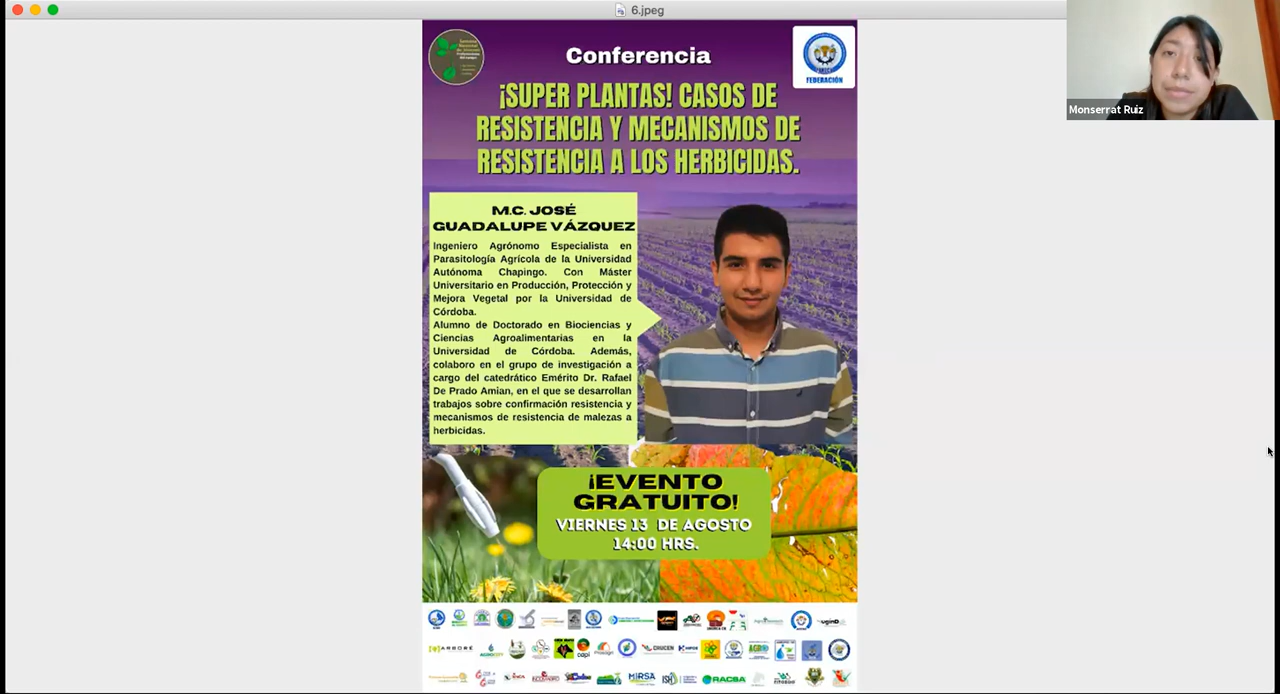 6.jpeg
Monserrat Ruiz
Conferencia
FEDERACIÓN
¡SUPER PLANTAS! CASOS DE
RESISTENCIA Y MECANISMOS DE
RESISTENCIA A LOS HERBICIDAS.
M.C. JOSÉ
GUADALUPE VÁZQUEZ
Ingeniero Agrónomo Especialista en
Parasitología Agrícola de la Universidad
Autónoma Chapingo. Con Máster
Universitario en Producción, Protección y
Mejora Vegetal por la Universidad de
Córdoba.
Alumno de Doctorado en Biociencias y
Ciencias Agroalimentarias en la
Universidad de Córdoba. Además,
colaboro en el grupo de investigación a
cargo del catedrático Emérito Dr. Rafael
De Prado Amian, en el que se desarrollan
trabajos sobre confirmación resistencia y
mecanismos de resistencia de malezas a
herbicidas.
¡EVENTO
GRATUITO!
VIERNES 13 DE AGOSTO
14:00 HRS.
ARBORÉ
capi
DAUCEN
MIRSA
RACBA